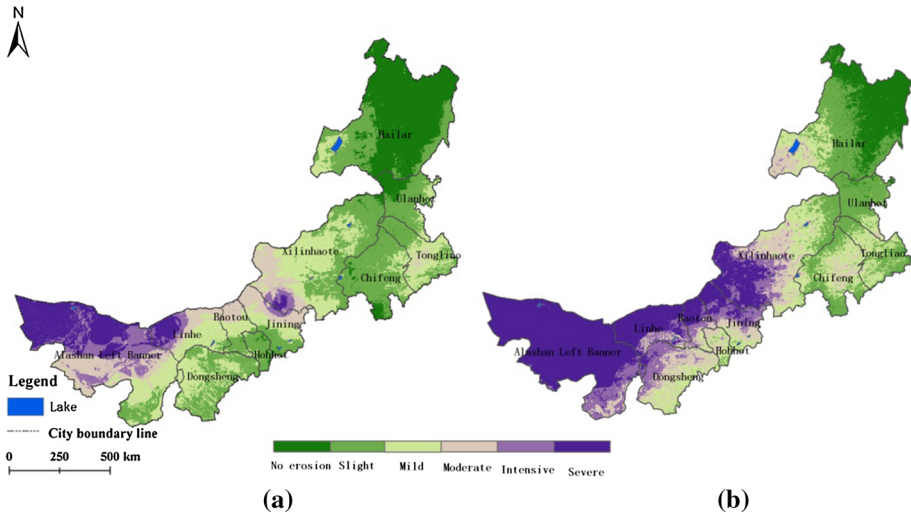 N
Hailar
Ulanhot
Xilinhaote
Tongliao
Chifeng
Baotou
Jining
Linhe
Hohhot
Alashan Left Banner
Dongsheng
Hailar
Ulanhot
Xilinhaote
Tongliao
Chifeng
Baotou
Jining
Linhe
Hohhot
Alashan Left Banner
Dongsheng
Legend
Lake
City boundary line
0 250 500 km
No erosion Slight Mild Moderate Intensive Severe
(a) (b)